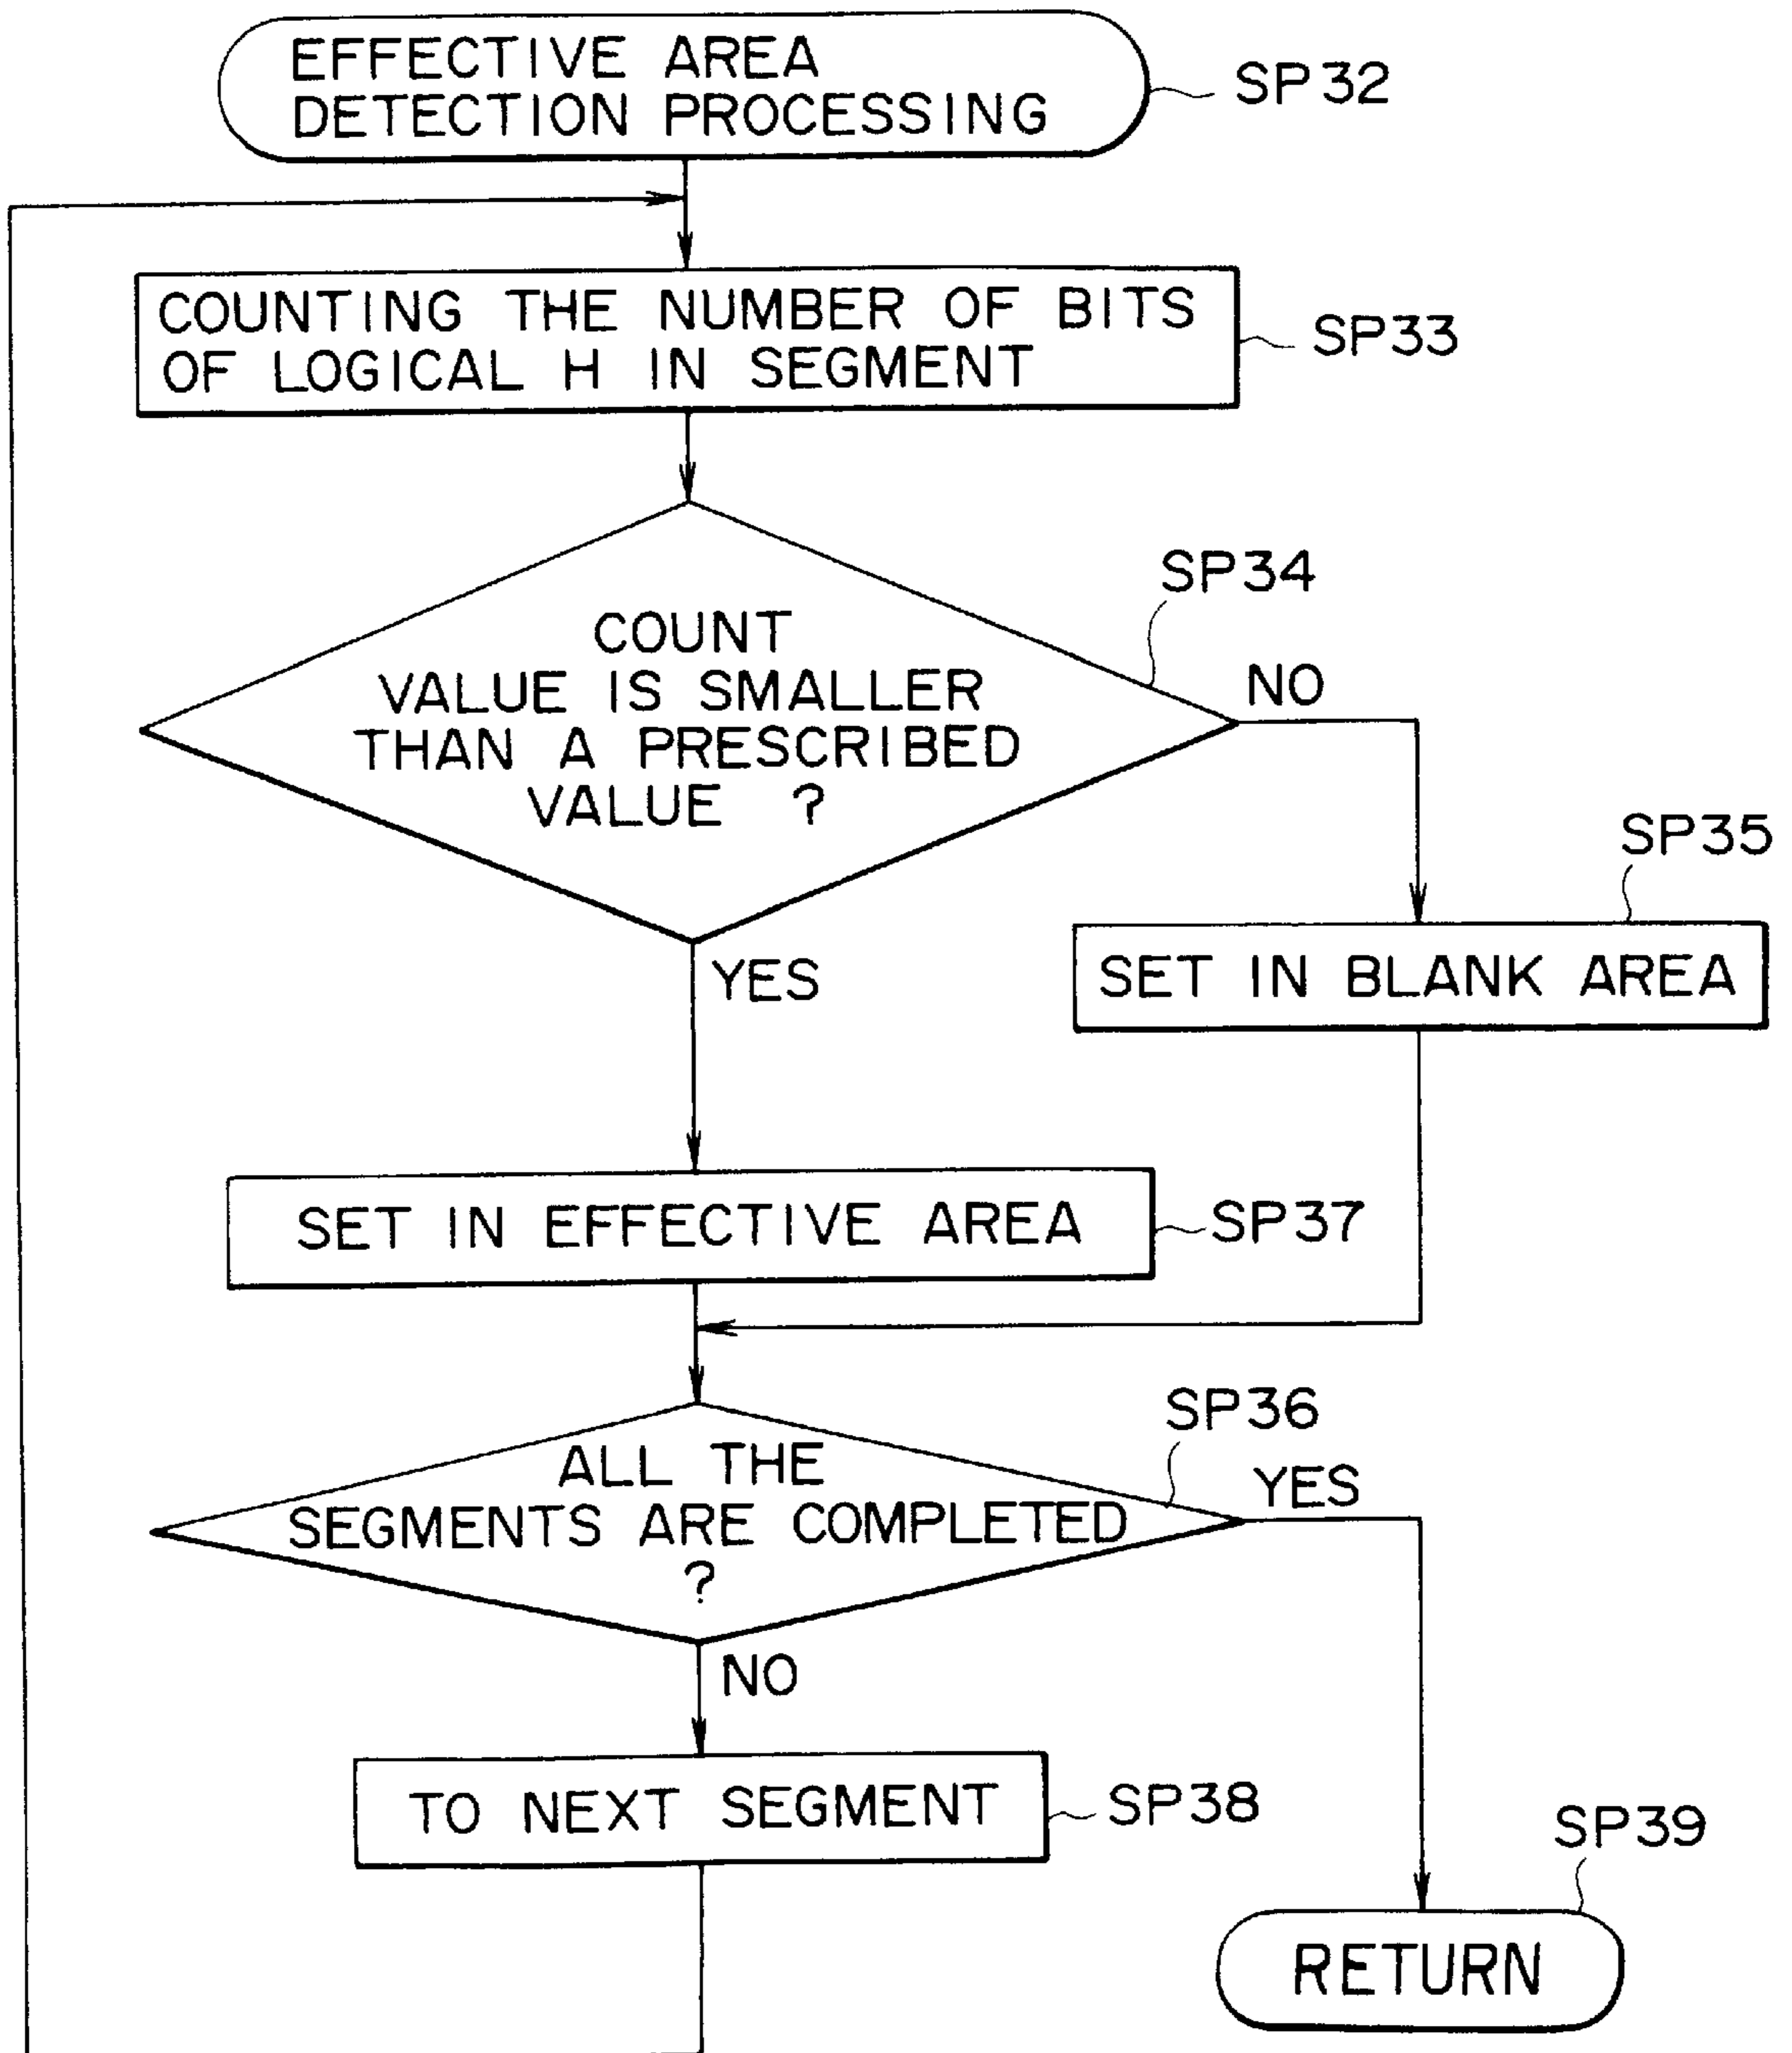 EFFECTIVE AREA
DETECTION PROCESSING
SP32
COUNTING THE NUMBER OF BITS
OF LOGICAL H IN SEGMENT
SP33
SP34
COUNT
VALUE IS SMALLER
THAN A PRESCRIBED
VALUE ?
NO
YES
SP35
SET IN BLANK AREA
SET IN EFFECTIVE AREA
SP37
SP36
ALL THE
SEGMENTS ARE COMPLETED
?
YES
NO
TO NEXT SEGMENT
SP38
SP39
RETURN